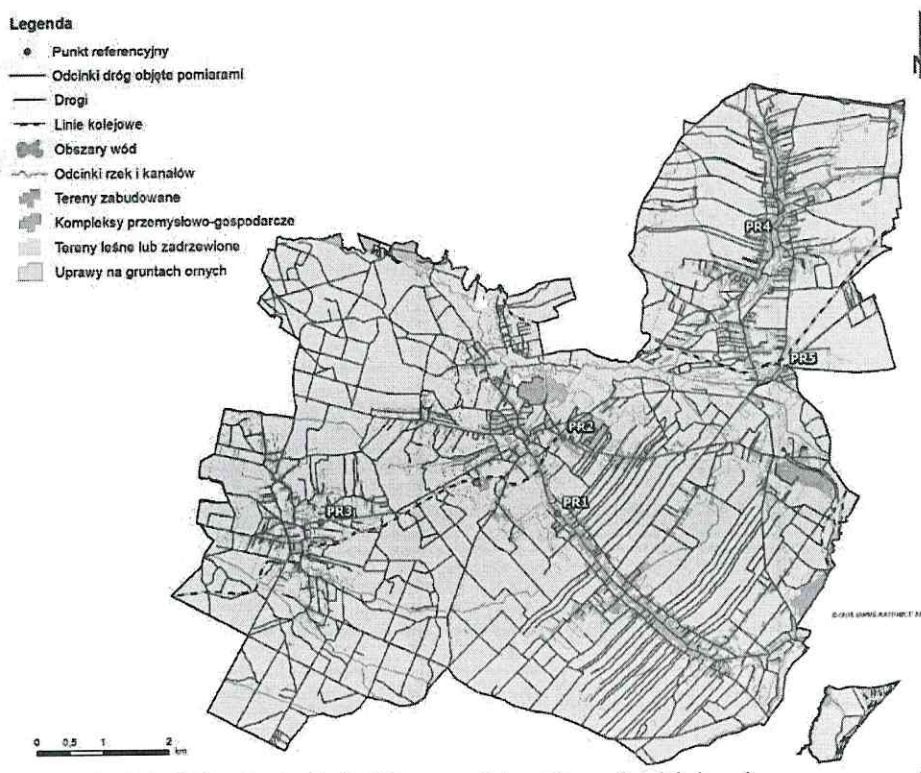 Legenda
Punkt referencyjny
Odcinki dróg objęte pomiarami
Drogi
Linie kolejowe
Obszary wód
Odcinki rzek i kanałów
Tereny zabudowane
Kompleksy przemysłowo-gospodarcze
Tereny leśne lub zadrzewione
Uprawy na gruntach ornych
N
PR4
PR5
PR2
PR1
PR3
0 0,5 1 2
km